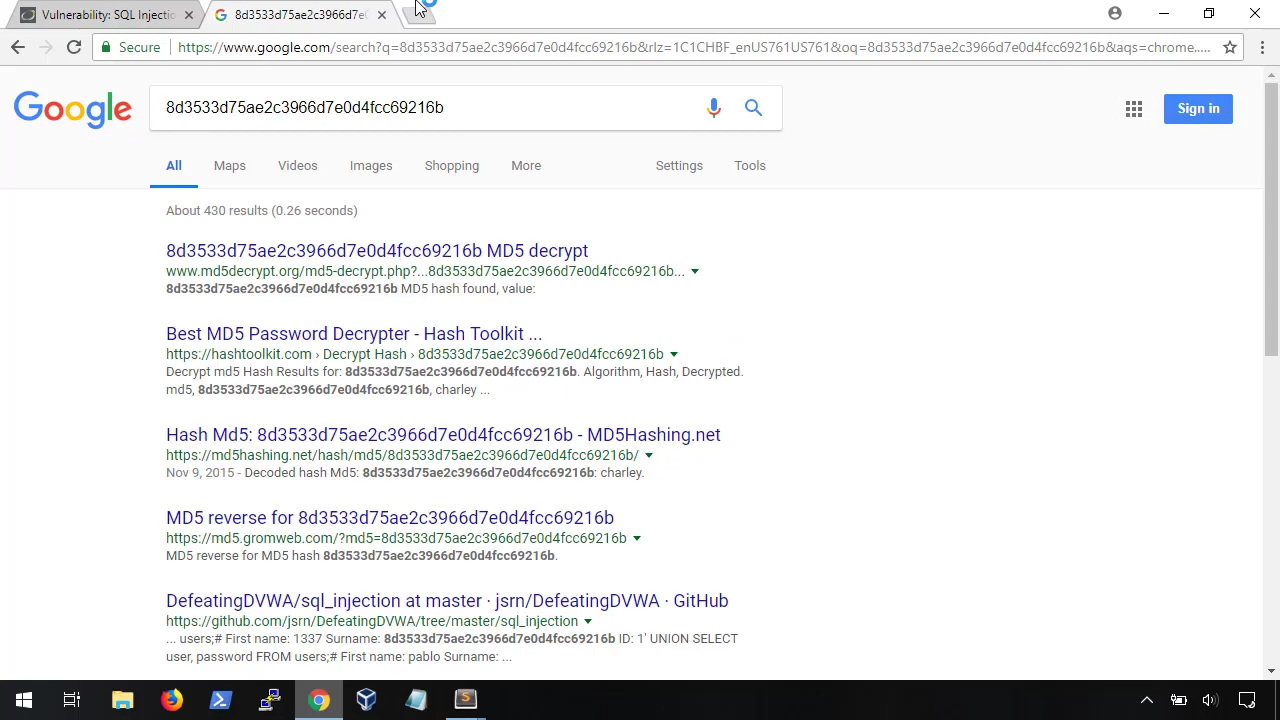 Vulnerability: SQL Injectio
8d3533d75ae2c3966d7e0
Secure
https://www.google.com/search?q=8d3533d75ae2c3966d7e0d4fcc69216b&rlz=1C1CHBF_enUS761US761&oq=8d3533d75ae2c3966d7e0d4fcc69216b&aqs=chrome.....
Google
8d3533d75ae2c3966d7e0d4fcc69216b
Sign in
All
Maps
Videos
Images
Shopping
More
Settings
Tools
About 430 results (0.26 seconds)
8d3533d75ae2c3966d7e0d4fcc69216b MD5 decrypt
www.md5decrypt.org/md5-decrypt.php?...8d3533d75ae2c3966d7e0d4fcc69216b...
8d3533d75ae2c3966d7e0d4fcc69216b MD5 hash found, value:
Best MD5 Password Decrypter - Hash Toolkit ...
https://hashtoolkit.com › Decrypt Hash › 8d3533d75ae2c3966d7e0d4fcc69216b
Decrypt md5 Hash Results for: 8d3533d75ae2c3966d7e0d4fcc69216b. Algorithm, Hash, Decrypted.
md5, 8d3533d75ae2c3966d7e0d4fcc69216b, charley ...
Hash Md5: 8d3533d75ae2c3966d7e0d4fcc69216b - MD5Hashing.net
https://md5hashing.net/hash/md5/8d3533d75ae2c3966d7e0d4fcc69216b/
Nov 9, 2015 - Decoded hash Md5: 8d3533d75ae2c3966d7e0d4fcc69216b: charley.
MD5 reverse for 8d3533d75ae2c3966d7e0d4fcc69216b
https://md5.gromweb.com/?md5=8d3533d75ae2c3966d7e0d4fcc69216b
MD5 reverse for MD5 hash 8d3533d75ae2c3966d7e0d4fcc69216b.
DefeatingDVWA/sql_injection at master · jsrn/DefeatingDVWA · GitHub
https://github.com/jsrn/DefeatingDVWA/tree/master/sql_injection
... users;# First name: 1337 Surname: 8d3533d75ae2c3966d7e0d4fcc69216b ID: 1' UNION SELECT
user, password FROM users;# First name: pablo Surname: ...